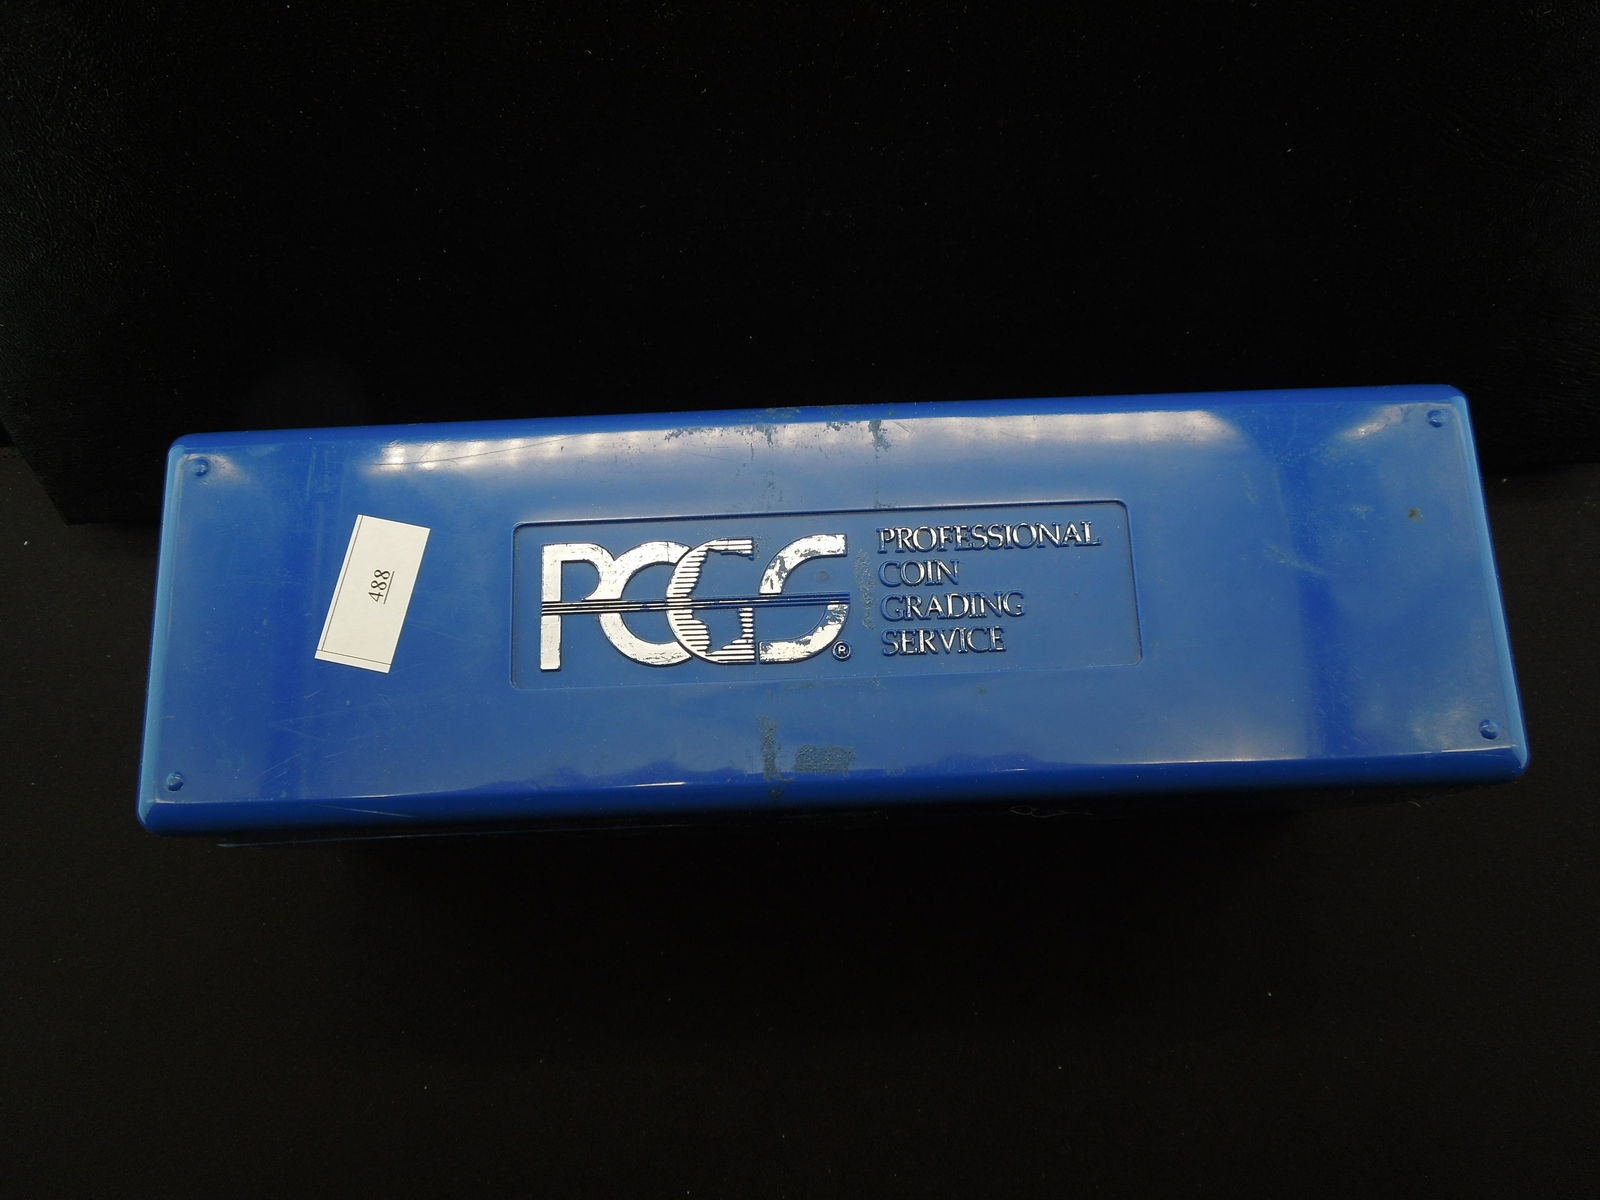 488
PCGS®
PROFESSIONAL
COIN
GRADING
SERVICE